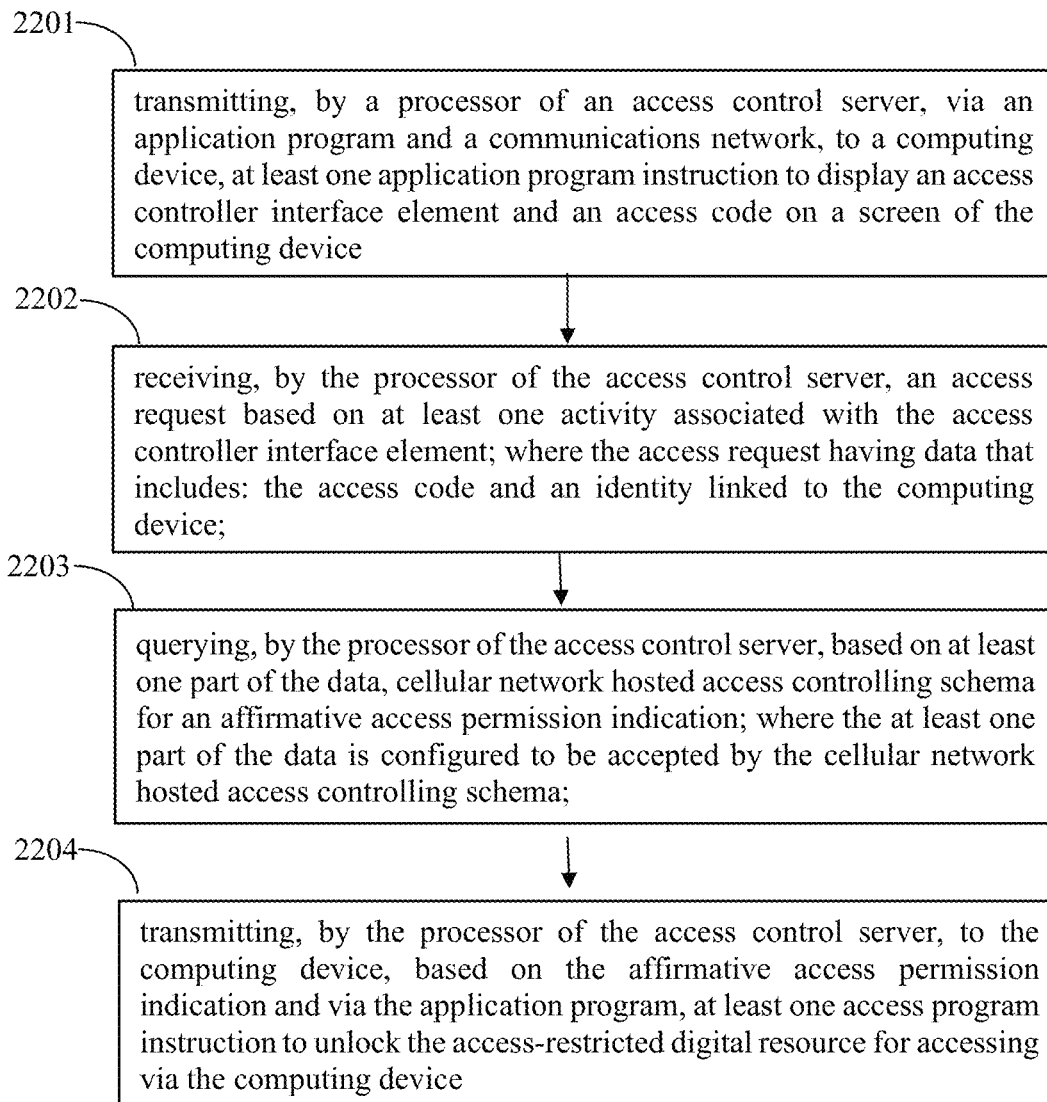 2201
transmitting, by a processor of an access control server, via an
application program and a communications network, to a computing
device, at least one application program instruction to display an access
controller interface element and an access code on a screen of the
computing device
2202
receiving, by the processor of the access control server, an access
request based on at least one activity associated with the access
controller interface element; where the access request having data that
includes: the access code and an identity linked to the computing
device;
2203
querying, by the processor of the access control server, based on at least
one part of the data, cellular network hosted access controlling schema
for an affirmative access permission indication; where the at least one
part of the data is configured to be accepted by the cellular network
hosted access controlling schema;
2204
transmitting, by the processor of the access control server, to the
computing device, based on the affirmative access permission
indication and via the application program, at least one access program
instruction to unlock the access-restricted digital resource for accessing
via the computing device